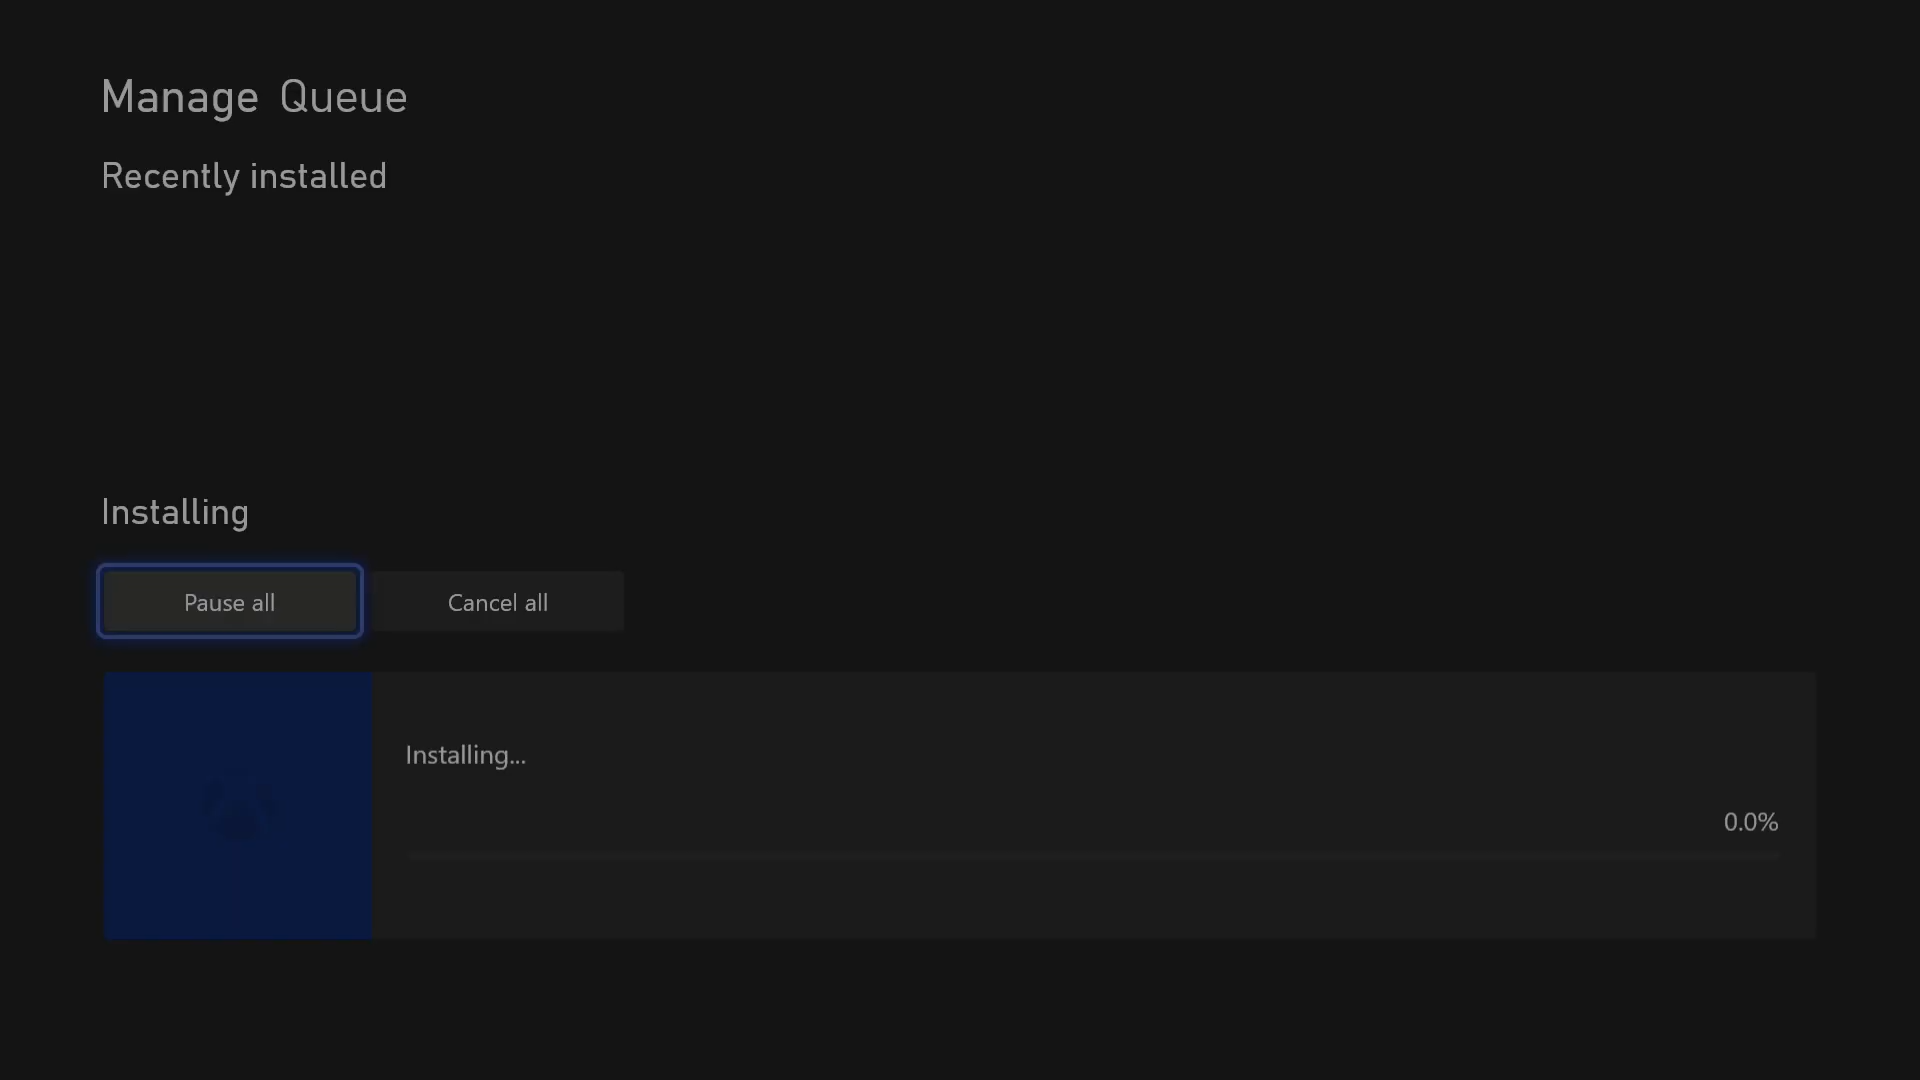 Manage Queue
Recently installed
Installing
Pause all
Cancel all
Installing...
0.0%